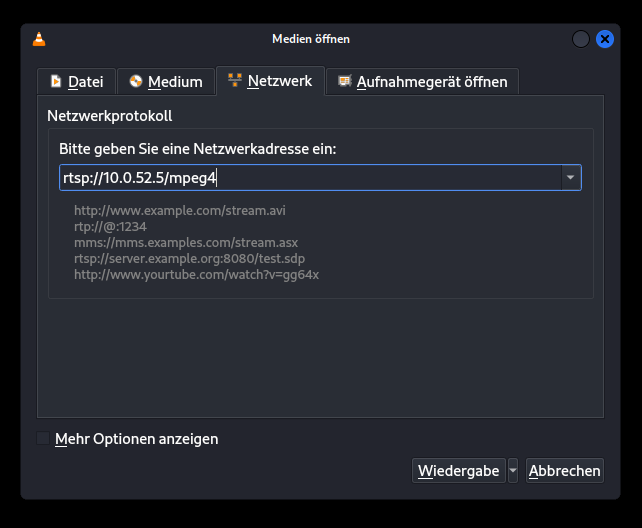 Medien öffnen
Datei Medium Netzwerk Aufnahmegerät öffnen
Netzwerkprotokoll
Bitte geben Sie eine Netzwerkadresse ein:
rtsp://10.0.52.5/mpeg4
http://www.example.com/stream.avi
rtp://@:1234
mms://mms.examples.com/stream.asx
rtsp://server.example.org:8080/test.sdp
http://www.yourtube.com/watch?v=gg64x
Mehr Optionen anzeigen
Wiedergabe Abbrechen